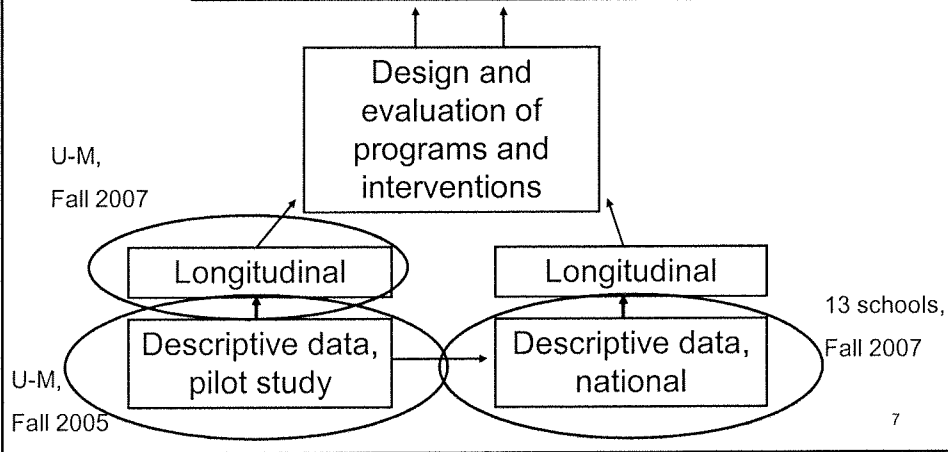 Design and
evaluation of
programs and
interventions
U-M,
Fall 2007
Longitudinal
Longitudinal
Descriptive data,
pilot study
Descriptive data,
national
13 schools,
Fall 2007
U-M,
Fall 2005
7